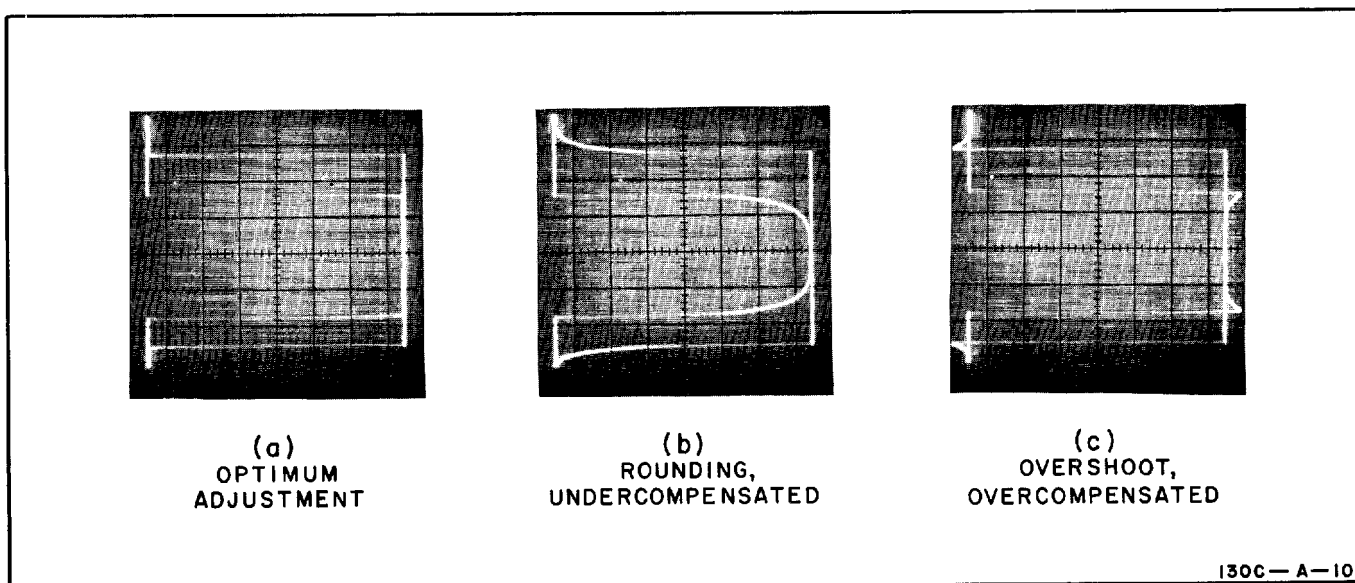 (a)
OPTIMUM
ADJUSTMENT
(b)
ROUNDING,
UNDERCOMPENSATED
(c)
OVERSHOOT,
OVERCOMPENSATED
130C-A-10